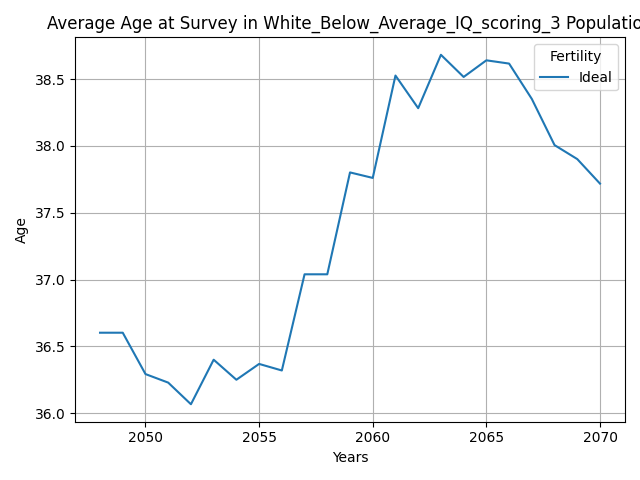 Average Age at Survey in White_Below_Average_IQ_scoring_3 Populatio
Fertility
Ideal
38.5
38.0
37.5
37.0
36.5
36.0
Age
2050 2055 2060 2065 2070
Years